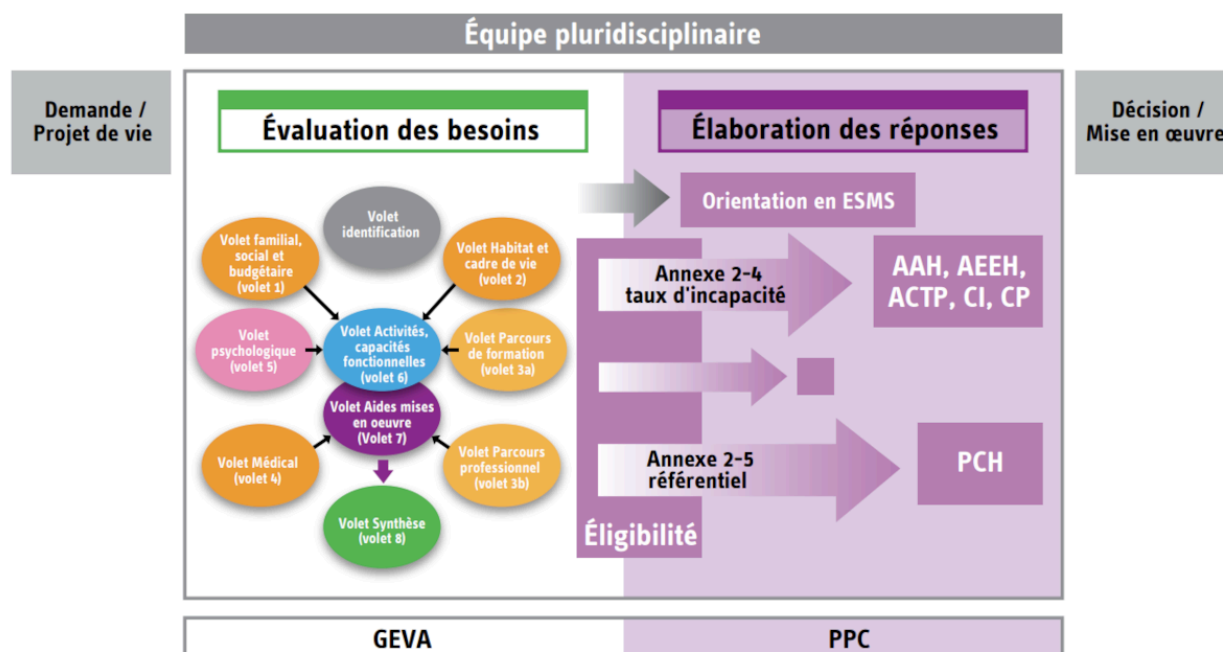 Équipe pluridisciplinaire
Demande /
Projet de vie
Évaluation des besoins
Élaboration des réponses
Décision /
Mise en œuvre
Volet
identification
Volet familial,
social et
budgétaire
(volet 1)
Volet Habitat et
cadre de vie
(volet 2)
Volet
psychologique
(volet 5)
Volet Activités,
capacités
fonctionnelles
(volet 6)
Volet Parcours
de formation
(volet 3a)
Volet Aides mises
en oeuvre
(Volet 7)
Volet Médical
(volet 4)
Volet Parcours
professionnel
(volet 3b)
Volet Synthèse
(volet 8)
Orientation en ESMS
Annexe 2-4
taux d'incapacité
AAH, AEEH,
ACTP, CI, CP
Annexe 2-5
référentiel
PCH
Éligibilité
GEVA
PPC